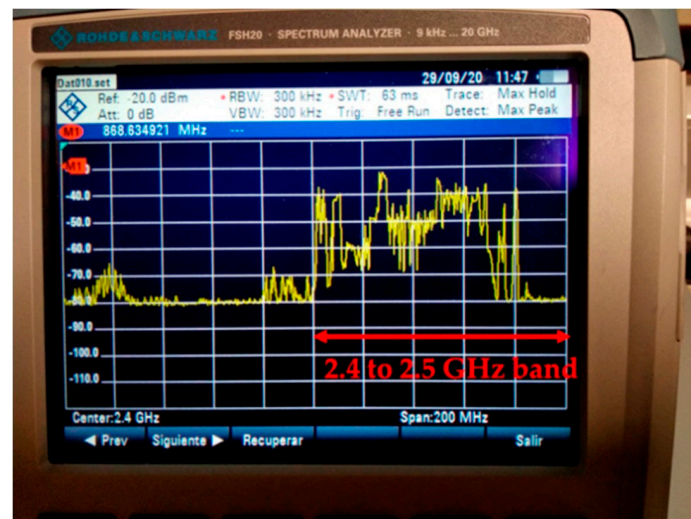 ROHDE & SCHWARZ FSH20 · SPECTRUM ANALYZER · 9 kHz ... 20 GHz
Dat010.set 29/09/20 11:47
Ref: -20.0 dBm * RBW: 300 kHz * SWT: 63 ms Trace: Max Hold
Att: 0 dB VBW: 300 kHz Trig: Free Run Detect: Max Peak
M1 868.634921 MHz ---
M1
-40.0
-50.0
-60.0
-70.0
-90.0
-100.0
-110.0
2.4 to 2.5 GHz band
Center:2.4 GHz Span:200 MHz
◀ Prev Siguiente ▶ Recuperar Salir